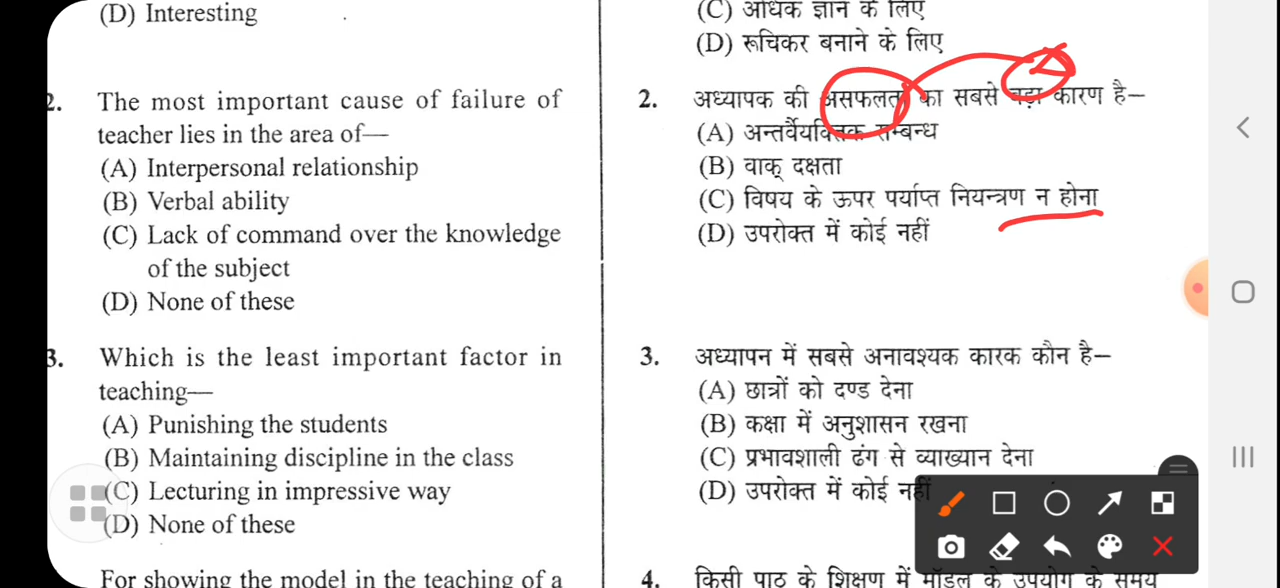 (D) Interesting
2. The most important cause of failure of
teacher lies in the area of—
(A) Interpersonal relationship
(B) Verbal ability
(C) Lack of command over the knowledge
of the subject
(D) None of these
3. Which is the least important factor in
teaching—
(A) Punishing the students
(B) Maintaining discipline in the class
(C) Lecturing in impressive way
(D) None of these
For showing the model in the teaching of a
(C) अधिक ज्ञान के लिए
(D) रूचिकर बनाने के लिए
2. अध्यापक की असफलता का सबसे बड़ा कारण है—
(A) अन्तर्वैयक्तिक सम्बन्ध
(B) वाक् दक्षता
(C) विषय के ऊपर पर्याप्त नियन्त्रण न होना
(D) उपरोक्त में कोई नहीं
3. अध्यापन में सबसे अनावश्यक कारक कौन है—
(A) छात्रों को दण्ड देना
(B) कक्षा में अनुशासन रखना
(C) प्रभावशाली ढंग से व्याख्यान देना
(D) उपरोक्त में कोई नहीं
4. किसी पाठ के शिक्षण में मॉडल के उपयोग के समय